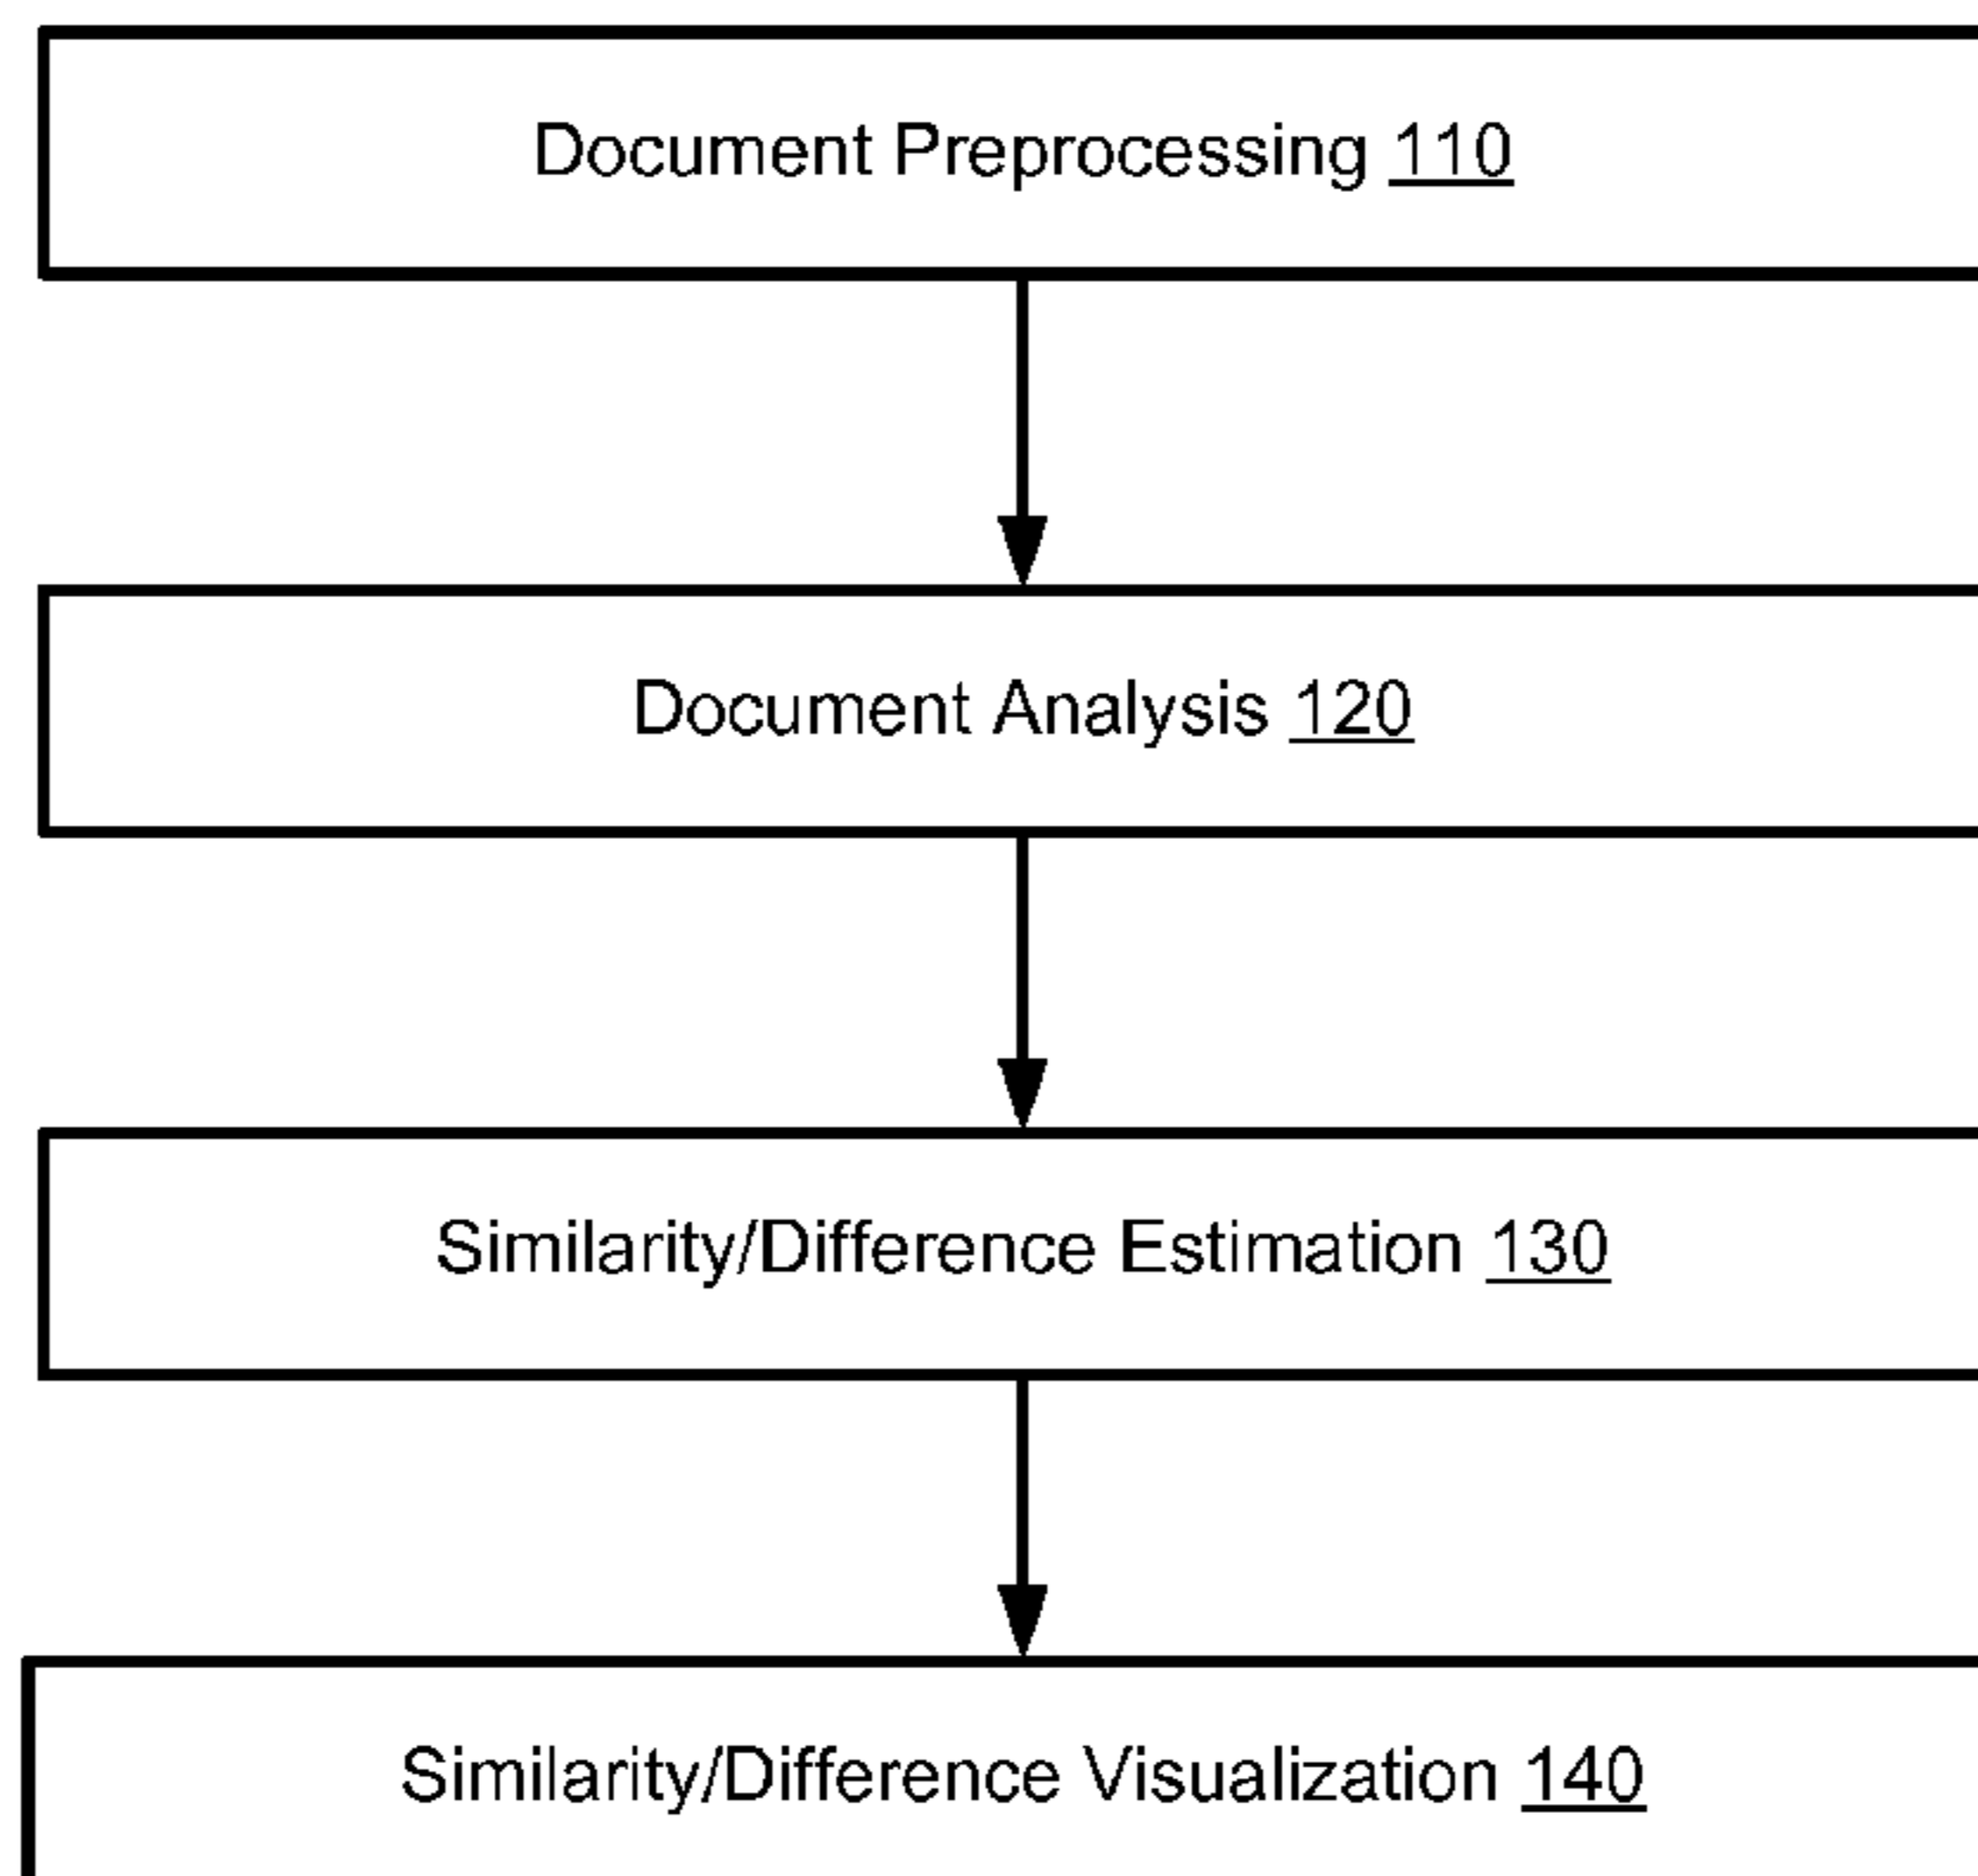 Document Preprocessing 110
Document Analysis 120
Similarity/Difference Estimation 130
Similarity/Difference Visualization 140